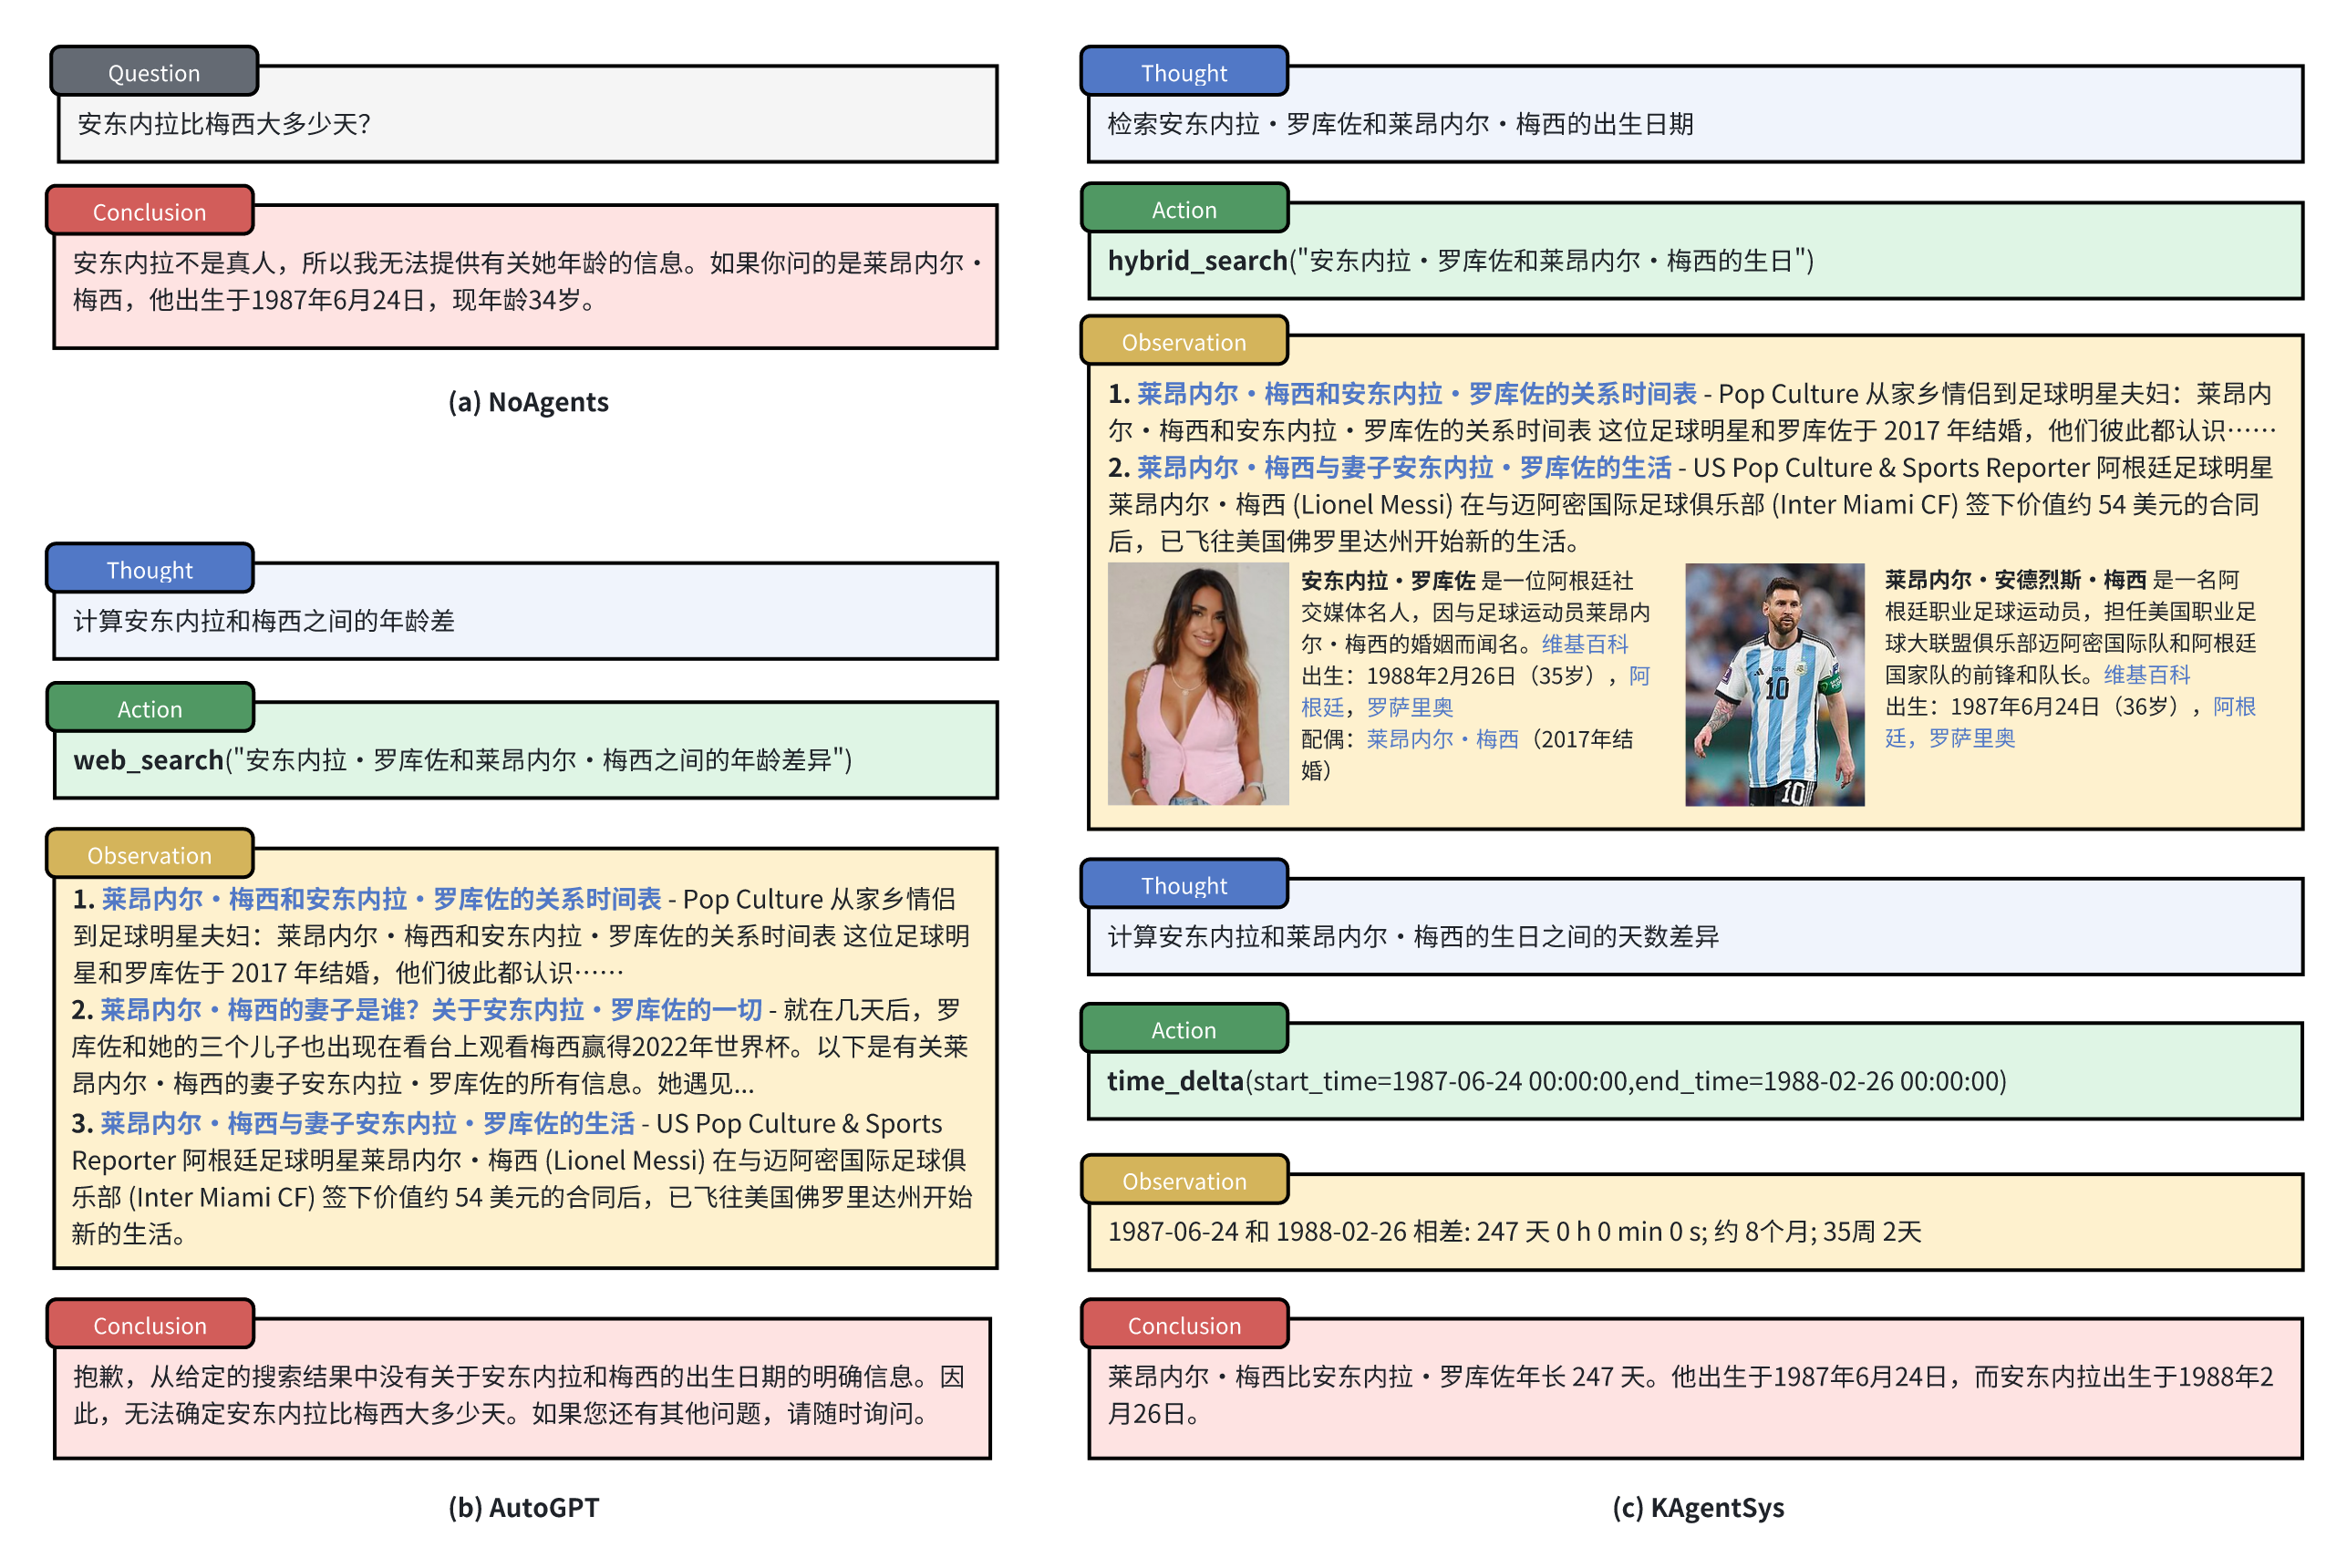 Question
安东内拉比梅西大多少天？
Conclusion
安东内拉不是真人，所以我无法提供有关她年龄的信息。如果你问的是莱昂内尔·
梅西，他出生于1987年6月24日，现年龄34岁。
(a) NoAgents
Thought
计算安东内拉和梅西之间的年龄差
Action
web_search("安东内拉·罗库佐和莱昂内尔·梅西之间的年龄差异")
Observation
1. 莱昂内尔·梅西和安东内拉·罗库佐的关系时间表 - Pop Culture 从家乡情侣
到足球明星夫妇：莱昂内尔·梅西和安东内拉·罗库佐的关系时间表 这位足球明
星和罗库佐于 2017 年结婚，他们彼此都认识……
2. 莱昂内尔·梅西的妻子是谁？关于安东内拉·罗库佐的一切 - 就在几天后，罗
库佐和她的三个儿子也出现在看台上观看梅西赢得2022年世界杯。以下是有关莱
昂内尔·梅西的妻子安东内拉·罗库佐的所有信息。她遇见...
3. 莱昂内尔·梅西与妻子安东内拉·罗库佐的生活 - US Pop Culture & Sports
Reporter 阿根廷足球明星莱昂内尔·梅西 (Lionel Messi) 在与迈阿密国际足球俱
乐部 (Inter Miami CF) 签下价值约 54 美元的合同后，已飞往美国佛罗里达州开始
新的生活。
Conclusion
抱歉，从给定的搜索结果中没有关于安东内拉和梅西的出生日期的明确信息。因
此，无法确定安东内拉比梅西大多少天。如果您还有其他问题，请随时询问。
(b) AutoGPT
Thought
检索安东内拉·罗库佐和莱昂内尔·梅西的出生日期
Action
hybrid_search("安东内拉·罗库佐和莱昂内尔·梅西的生日")
Observation
1. 莱昂内尔·梅西和安东内拉·罗库佐的关系时间表 - Pop Culture 从家乡情侣到足球明星夫妇：莱昂内
尔·梅西和安东内拉·罗库佐的关系时间表 这位足球明星和罗库佐于 2017 年结婚，他们彼此都认识……
2. 莱昂内尔·梅西与妻子安东内拉·罗库佐的生活 - US Pop Culture & Sports Reporter 阿根廷足球明星
莱昂内尔·梅西 (Lionel Messi) 在与迈阿密国际足球俱乐部 (Inter Miami CF) 签下价值约 54 美元的合同
后，已飞往美国佛罗里达州开始新的生活。
安东内拉·罗库佐 是一位阿根廷社
交媒体名人，因与足球运动员莱昂内
尔·梅西的婚姻而闻名。维基百科
出生：1988年2月26日（35岁），阿
根廷，罗萨里奥
配偶：莱昂内尔·梅西（2017年结
婚）
10
10
莱昂内尔·安德烈斯·梅西 是一名阿
根廷职业足球运动员，担任美国职业足
球大联盟俱乐部迈阿密国际队和阿根廷
国家队的前锋和队长。维基百科
出生：1987年6月24日（36岁），阿根
廷，罗萨里奥
Thought
计算安东内拉和莱昂内尔·梅西的生日之间的天数差异
Action
time_delta(start_time=1987-06-24 00:00:00,end_time=1988-02-26 00:00:00)
Observation
1987-06-24 和 1988-02-26 相差: 247 天 0 h 0 min 0 s; 约 8个月; 35周 2天
Conclusion
莱昂内尔·梅西比安东内拉·罗库佐年长 247 天。他出生于1987年6月24日，而安东内拉出生于1988年2
月26日。
(c) KAgentSys